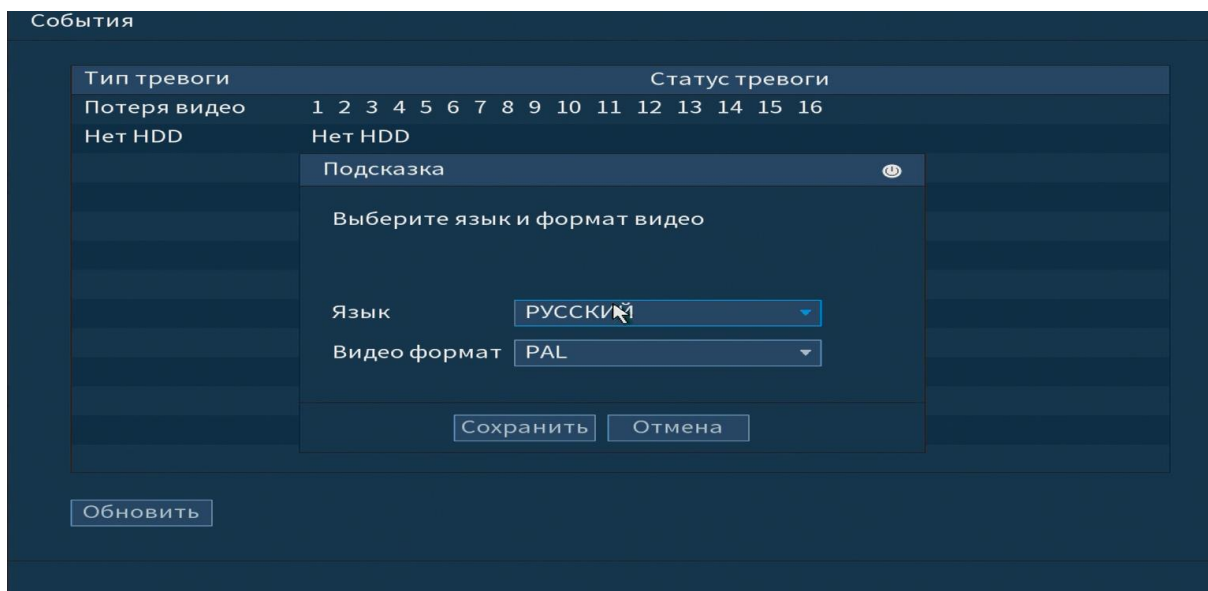 События
Тип тревоги Статус тревоги
Потеря видео 1 2 3 4 5 6 7 8 9 10 11 12 13 14 15 16
Нет HDD Нет HDD
Подсказка
Выберите язык и формат видео
Язык РУССКИЙ
Видео формат PAL
Сохранить Отмена
Обновить